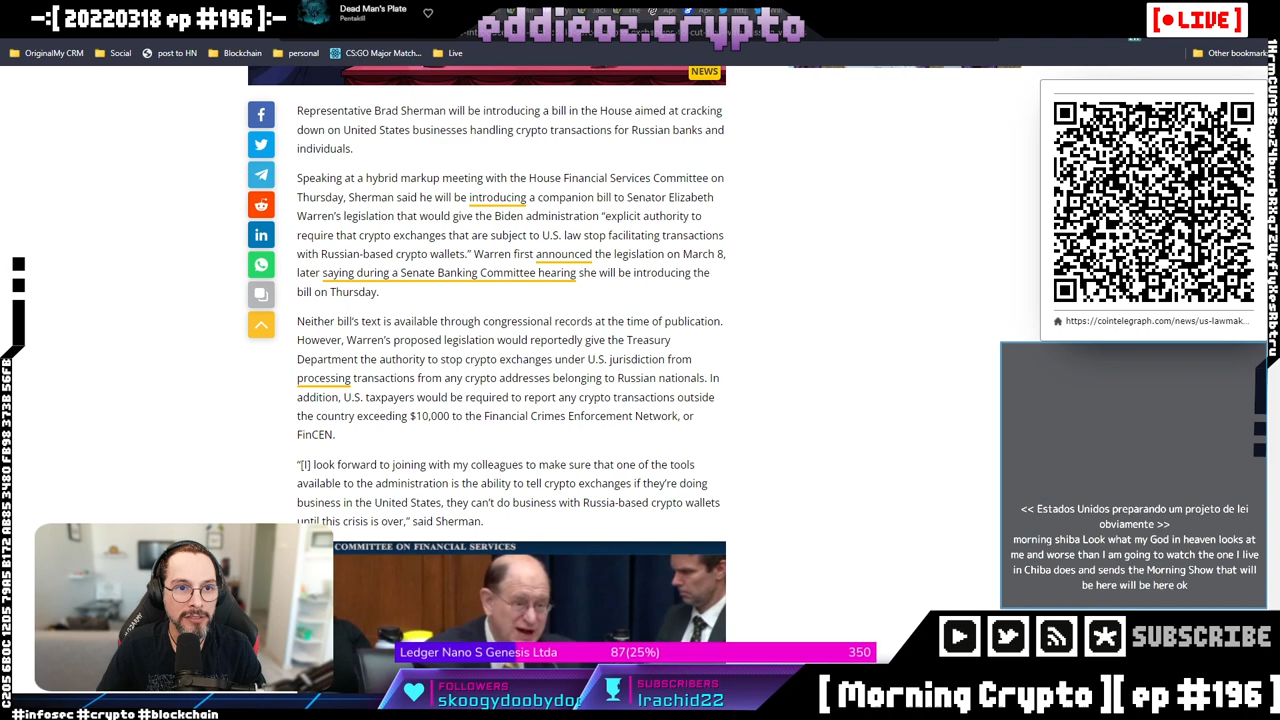 -:[ 20220318 ep #196 ]:-
Dead Man's Plate
Pentakill
eddieoz.crypto
[ LIVE ]
OriginalMy CRM
Social
post to HN
Blockchain
personal
CS:GO Major Match...
Live
Other bookmark
NEWS
Representative Brad Sherman will be introducing a bill in the House aimed at cracking
down on United States businesses handling crypto transactions for Russian banks and
individuals.
Speaking at a hybrid markup meeting with the House Financial Services Committee on
Thursday, Sherman said he will be introducing a companion bill to Senator Elizabeth
Warren's legislation that would give the Biden administration "explicit authority to
require that crypto exchanges that are subject to U.S. law stop facilitating transactions
with Russian-based crypto wallets." Warren first announced the legislation on March 8,
later saying during a Senate Banking Committee hearing she will be introducing the
bill on Thursday.
Neither bill's text is available through congressional records at the time of publication.
However, Warren's proposed legislation would reportedly give the Treasury
Department the authority to stop crypto exchanges under U.S. jurisdiction from
processing transactions from any crypto addresses belonging to Russian nationals. In
addition, U.S. taxpayers would be required to report any crypto transactions outside
the country exceeding $10,000 to the Financial Crimes Enforcement Network, or
FinCEN.
"[I] look forward to joining with my colleagues to make sure that one of the tools
available to the administration is the ability to tell crypto exchanges if they're doing
business in the United States, they can't do business with Russia-based crypto wallets
until this crisis is over," said Sherman.
COMMITTEE ON FINANCIAL SERVICES
https://cointelegraph.com/news/us-lawmak...
<< Estados Unidos preparando um projeto de lei
obviamente >>
morning shiba Look what my God in heaven looks at
me and worse than I am going to watch the one I live
in Chiba does and sends the Morning Show that will
be here will be here ok
Ledger Nano S Genesis Ltda 87(25%) 350
FOLLOWERS
skoogydoobydoo
SUBSCRIBERS
lrachid22
SUBSCRIBE
[ Morning Crypto ][ ep #196 ]
#infosec #crypto #blockchain